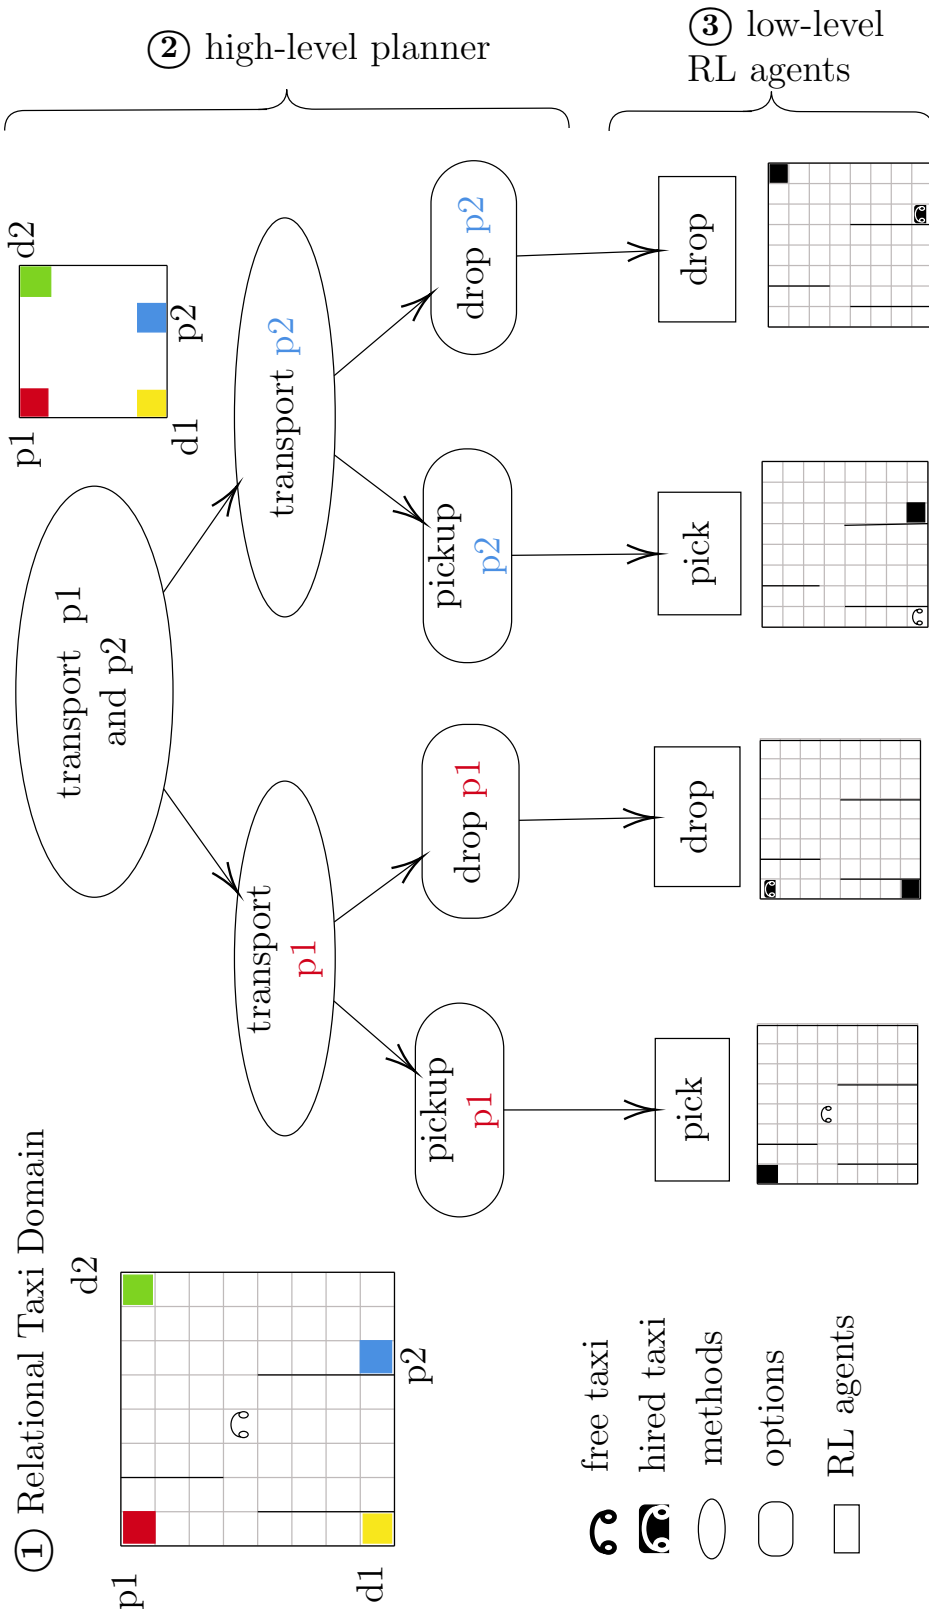 ① Relational Taxi Domain
p1
d2
d1
p2
free taxi
hired taxi
methods
options
RL agents
② high-level planner
p1
d2
d1
p2
transport p1
and p2
transport
p1
transport p2
pickup
p1
drop p1
pickup
p2
drop p2
③ low-level
RL agents
pick
drop
pick
drop